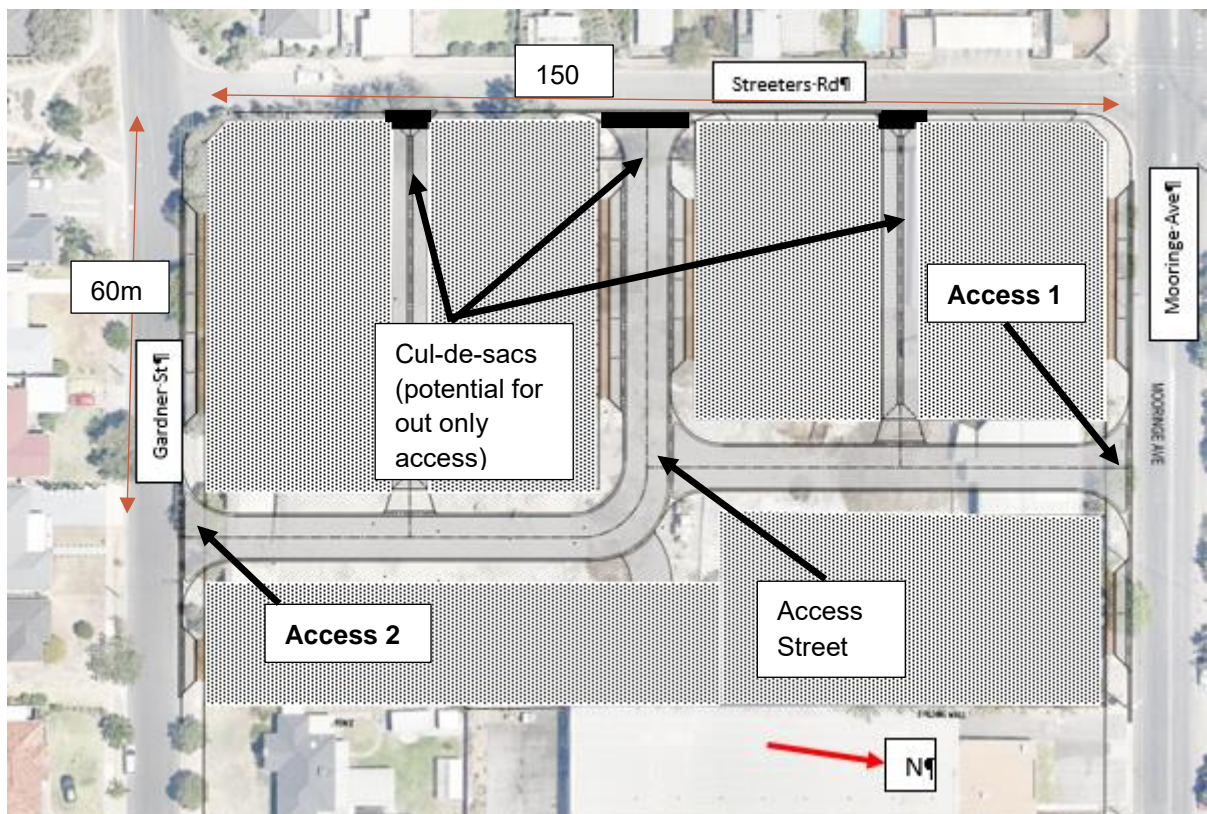 150
Streeters·Rd¶
60m
Mooringe·Ave¶
Access 1
Cul-de-sacs
(potential for
out only
access)
Gardner·St¶
MOORINGE AVE
Access 2
Access
Street
N¶